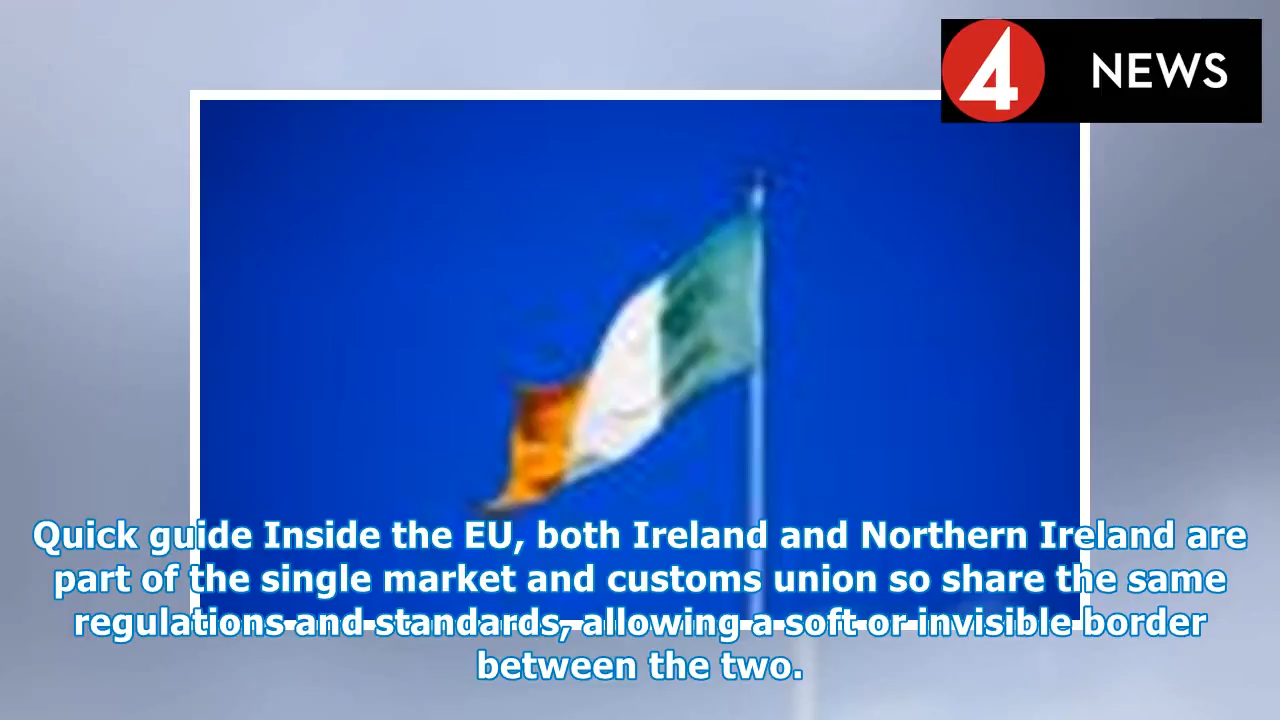 4 NEWS
Quick guide Inside the EU, both Ireland and Northern Ireland are
part of the single market and customs union so share the same
regulations and standards, allowing a soft or invisible border
between the two.